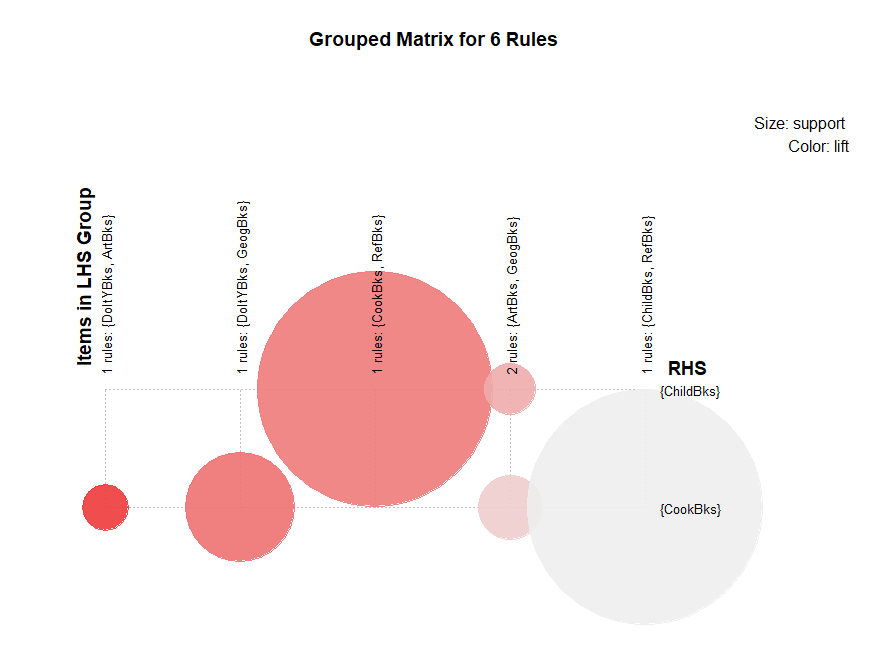 Grouped Matrix for 6 Rules
Size: support
Color: lift
Items in LHS Group
1 rules: {DoItYBks, ArtBks}
1 rules: {DoItYBks, GeogBks}
1 rules: {CookBks, RefBks}
2 rules: {ArtBks, GeogBks}
1 rules: {ChildBks, RefBks}
RHS
{ChildBks}
{CookBks}